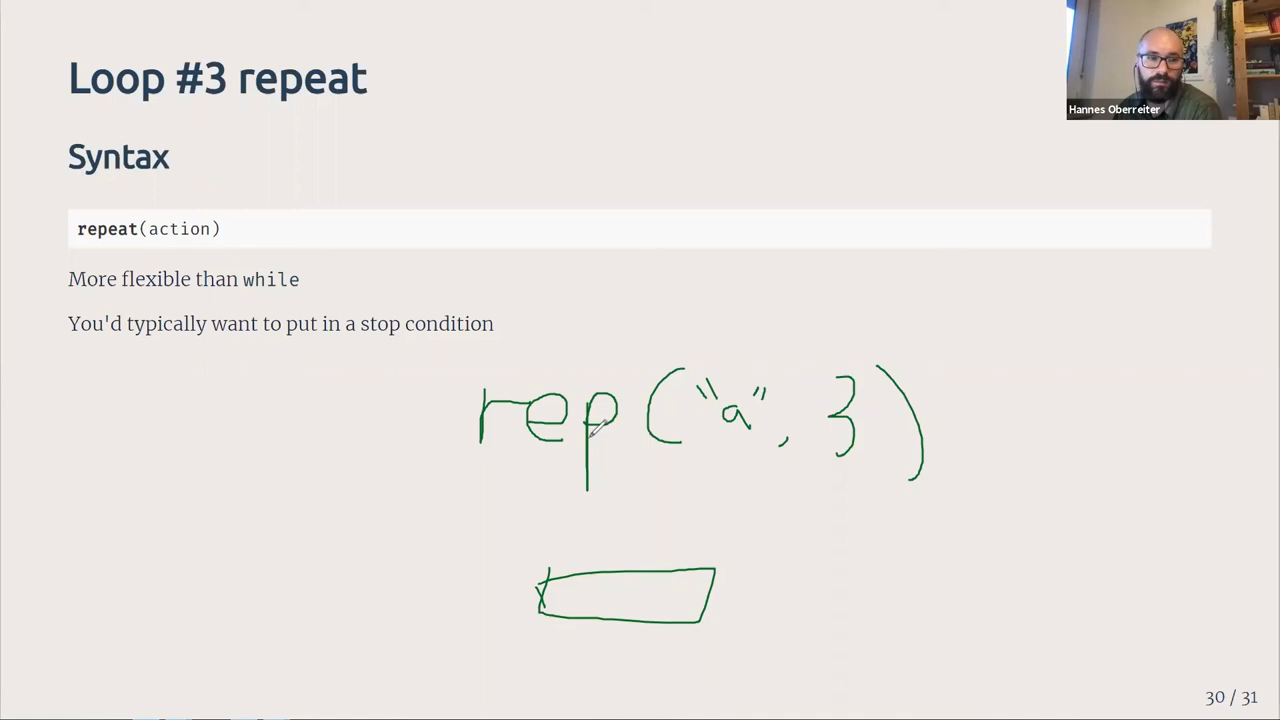 Loop #3 repeat
Hannes Oberreiter
Syntax
repeat(action)
More flexible than while
You'd typically want to put in a stop condition
rep("a", 3)
30 / 31